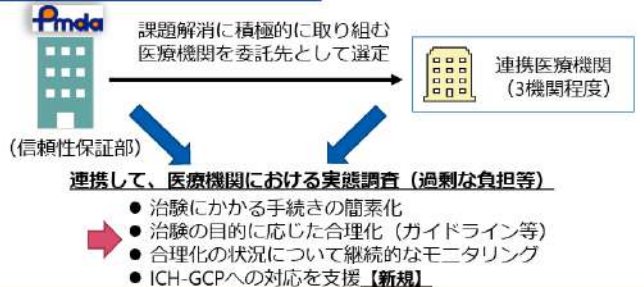 Pmda
課題解消に積極的に取り組む
医療機関を委託先として選定
連携医療機関
(3機関程度)
(信頼性保証部)
連携して、医療機関における実態調査(過剰な負担等)
● 治験にかかる手続きの簡素化
● 治験の目的に応じた合理化(ガイドライン等)
● 合理化の状況について継続的なモニタリング
● ICH-GCPへの対応を支援【新規】